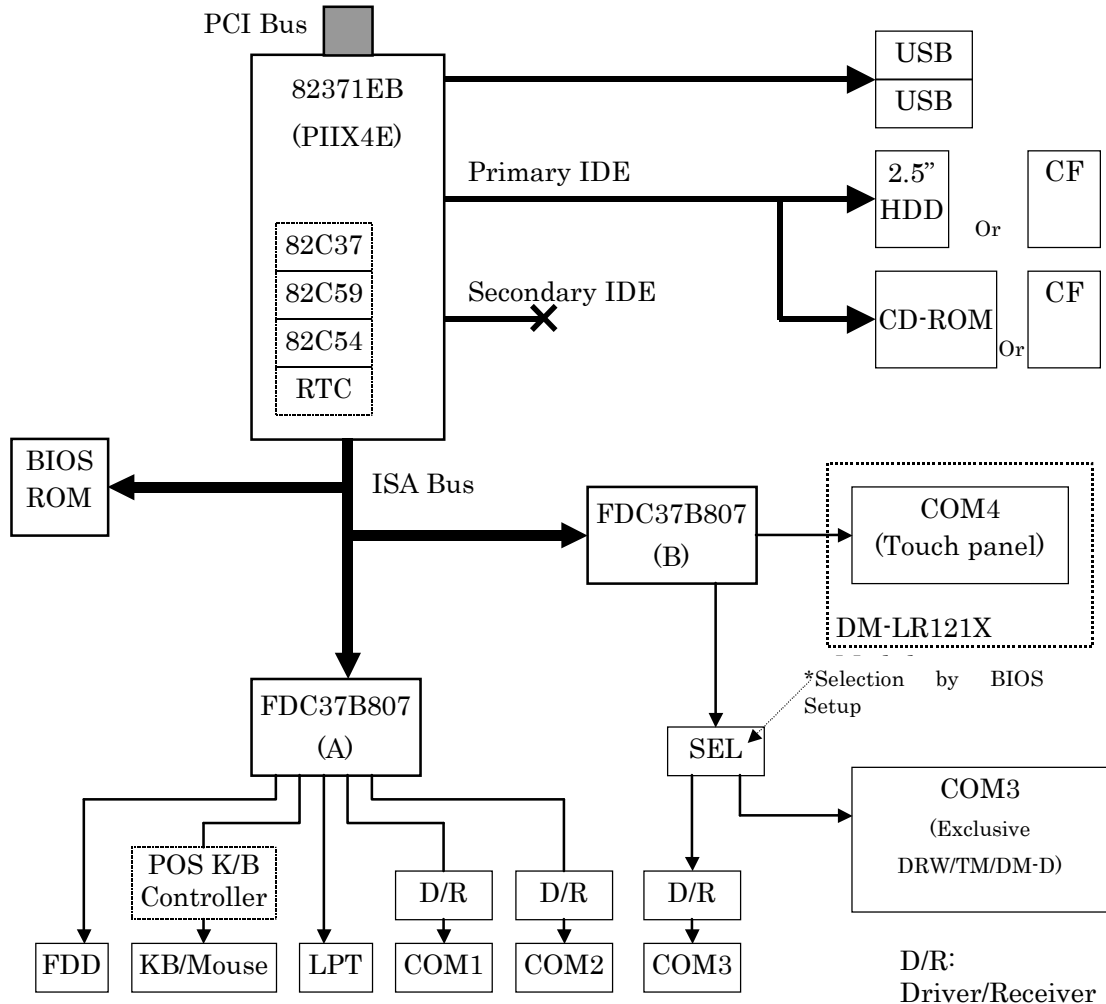 PCI Bus
82371EB
(PIIX4E)
USB
USB
Primary IDE
2.5”
HDD
Or
CF
82C37
82C59
82C54
RTC
Secondary IDE
CD-ROM
Or
CF
BIOS
ROM
ISA Bus
FDC37B807
(B)
COM4
(Touch panel)
DM-LR121X
*Selection by BIOS
Setup
FDC37B807
(A)
SEL
COM3
(Exclusive
DRW/TM/DM-D)
POS K/B
Controller
D/R
D/R
D/R
FDD
KB/Mouse
LPT
COM1
COM2
COM3
D/R:
Driver/Receiver